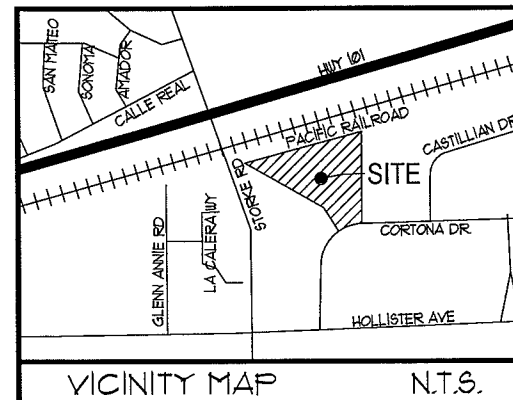 SAN MATEO
SONOMA
AMADOR
CALLE REAL
HWY 101
PACIFIC RAILROAD
CASTILLIAN DR
SITE
STORKE RD
GLENN ANNIE RD
LA CALERA WY
CORTONA DR.
HOLLISTER AVE
VICINITY MAP N.T.S.